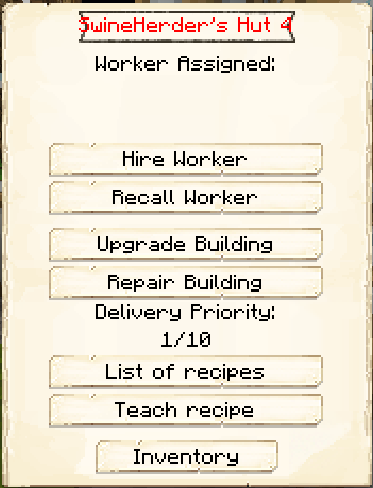 SwineHerder's Hut 4
Worker Assigned:
Hire Worker
Recall Worker
Upgrade Building
Repair Building
Delivery Priority:
1/10
List of recipes
Teach recipe
Inventory